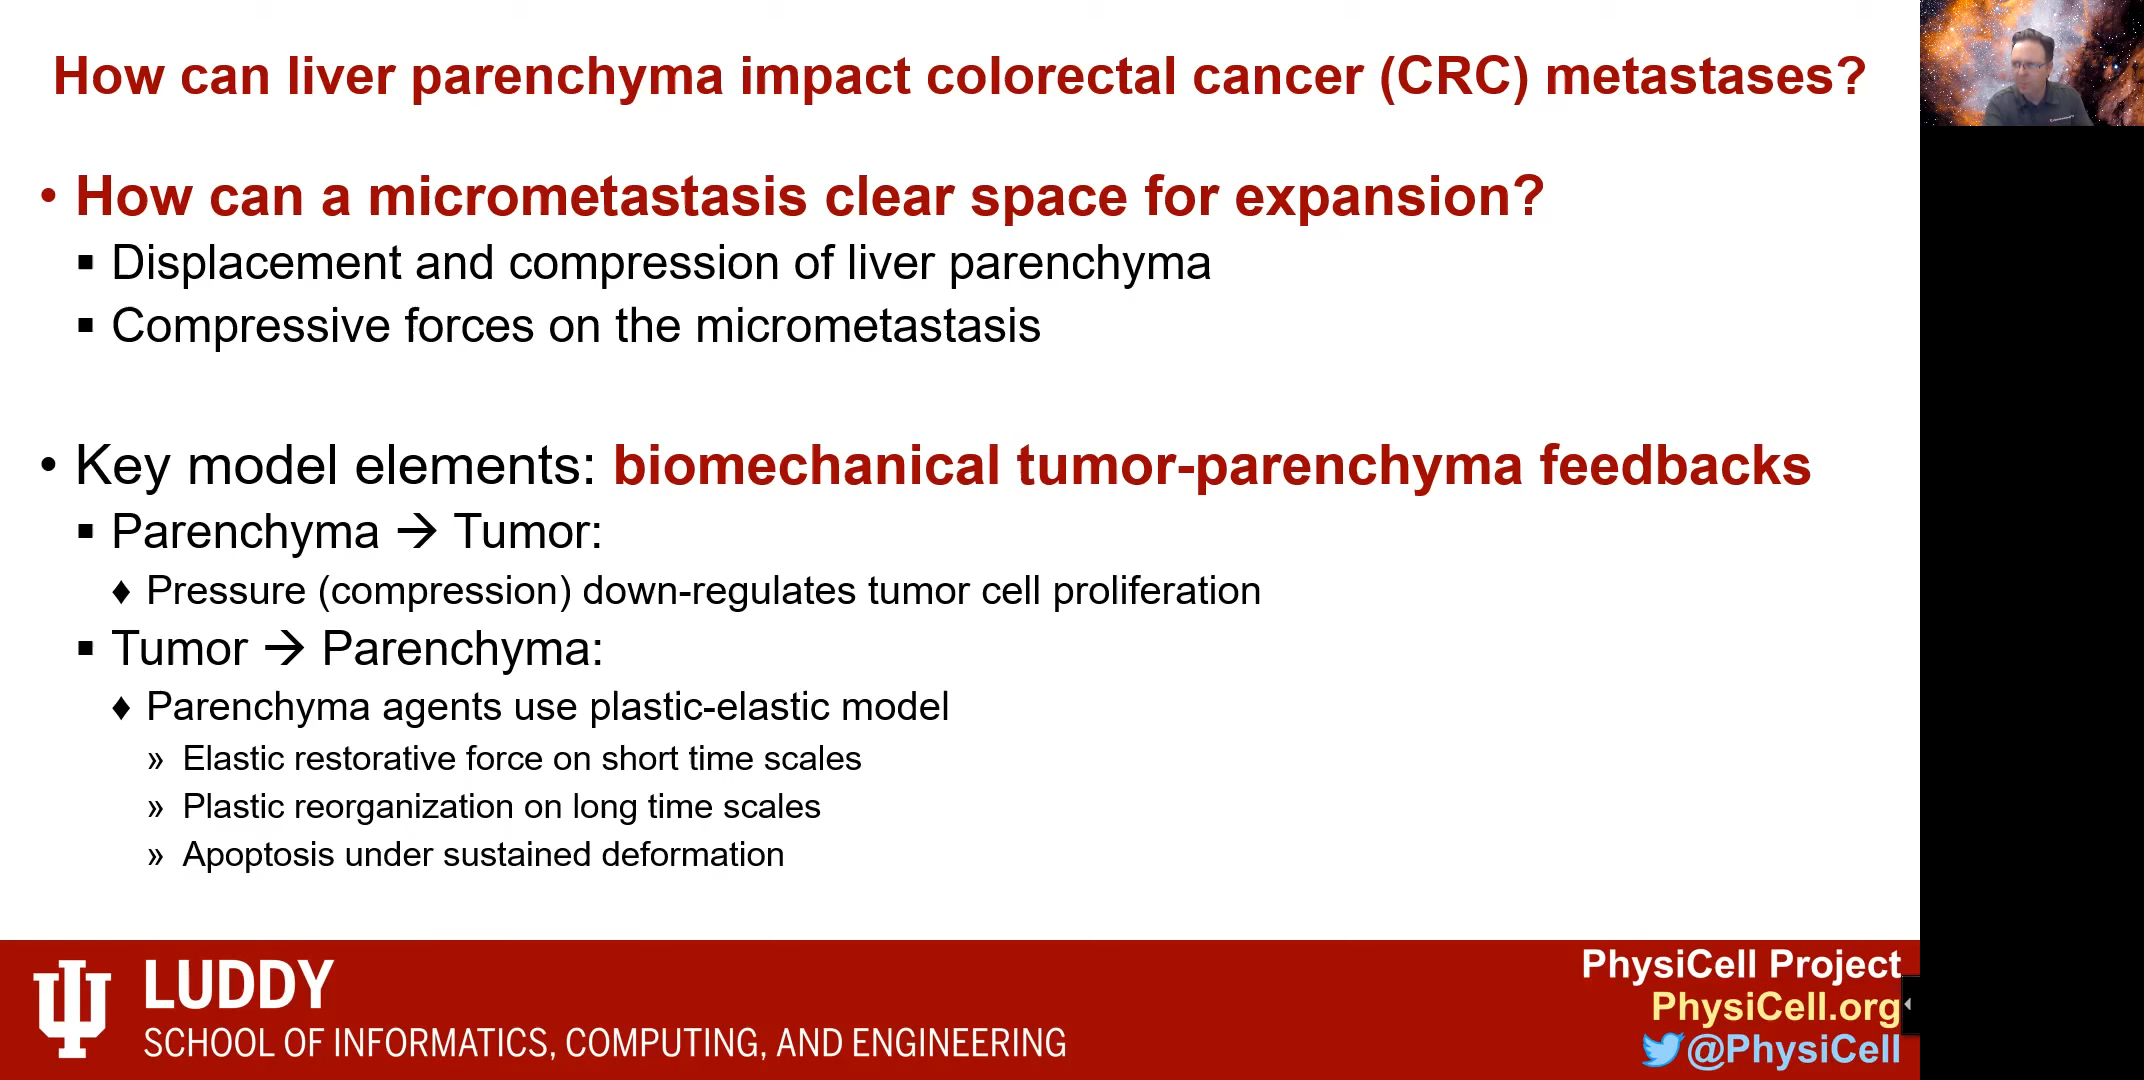 How can liver parenchyma impact colorectal cancer (CRC) metastases?
• How can a micrometastasis clear space for expansion?
▪ Displacement and compression of liver parenchyma
▪ Compressive forces on the micrometastasis
• Key model elements: biomechanical tumor-parenchyma feedbacks
▪ Parenchyma → Tumor:
♦ Pressure (compression) down-regulates tumor cell proliferation
▪ Tumor → Parenchyma:
♦ Parenchyma agents use plastic-elastic model
» Elastic restorative force on short time scales
» Plastic reorganization on long time scales
» Apoptosis under sustained deformation
LUDDY
SCHOOL OF INFORMATICS, COMPUTING, AND ENGINEERING
PhysiCell Project
PhysiCell.org
@PhysiCell